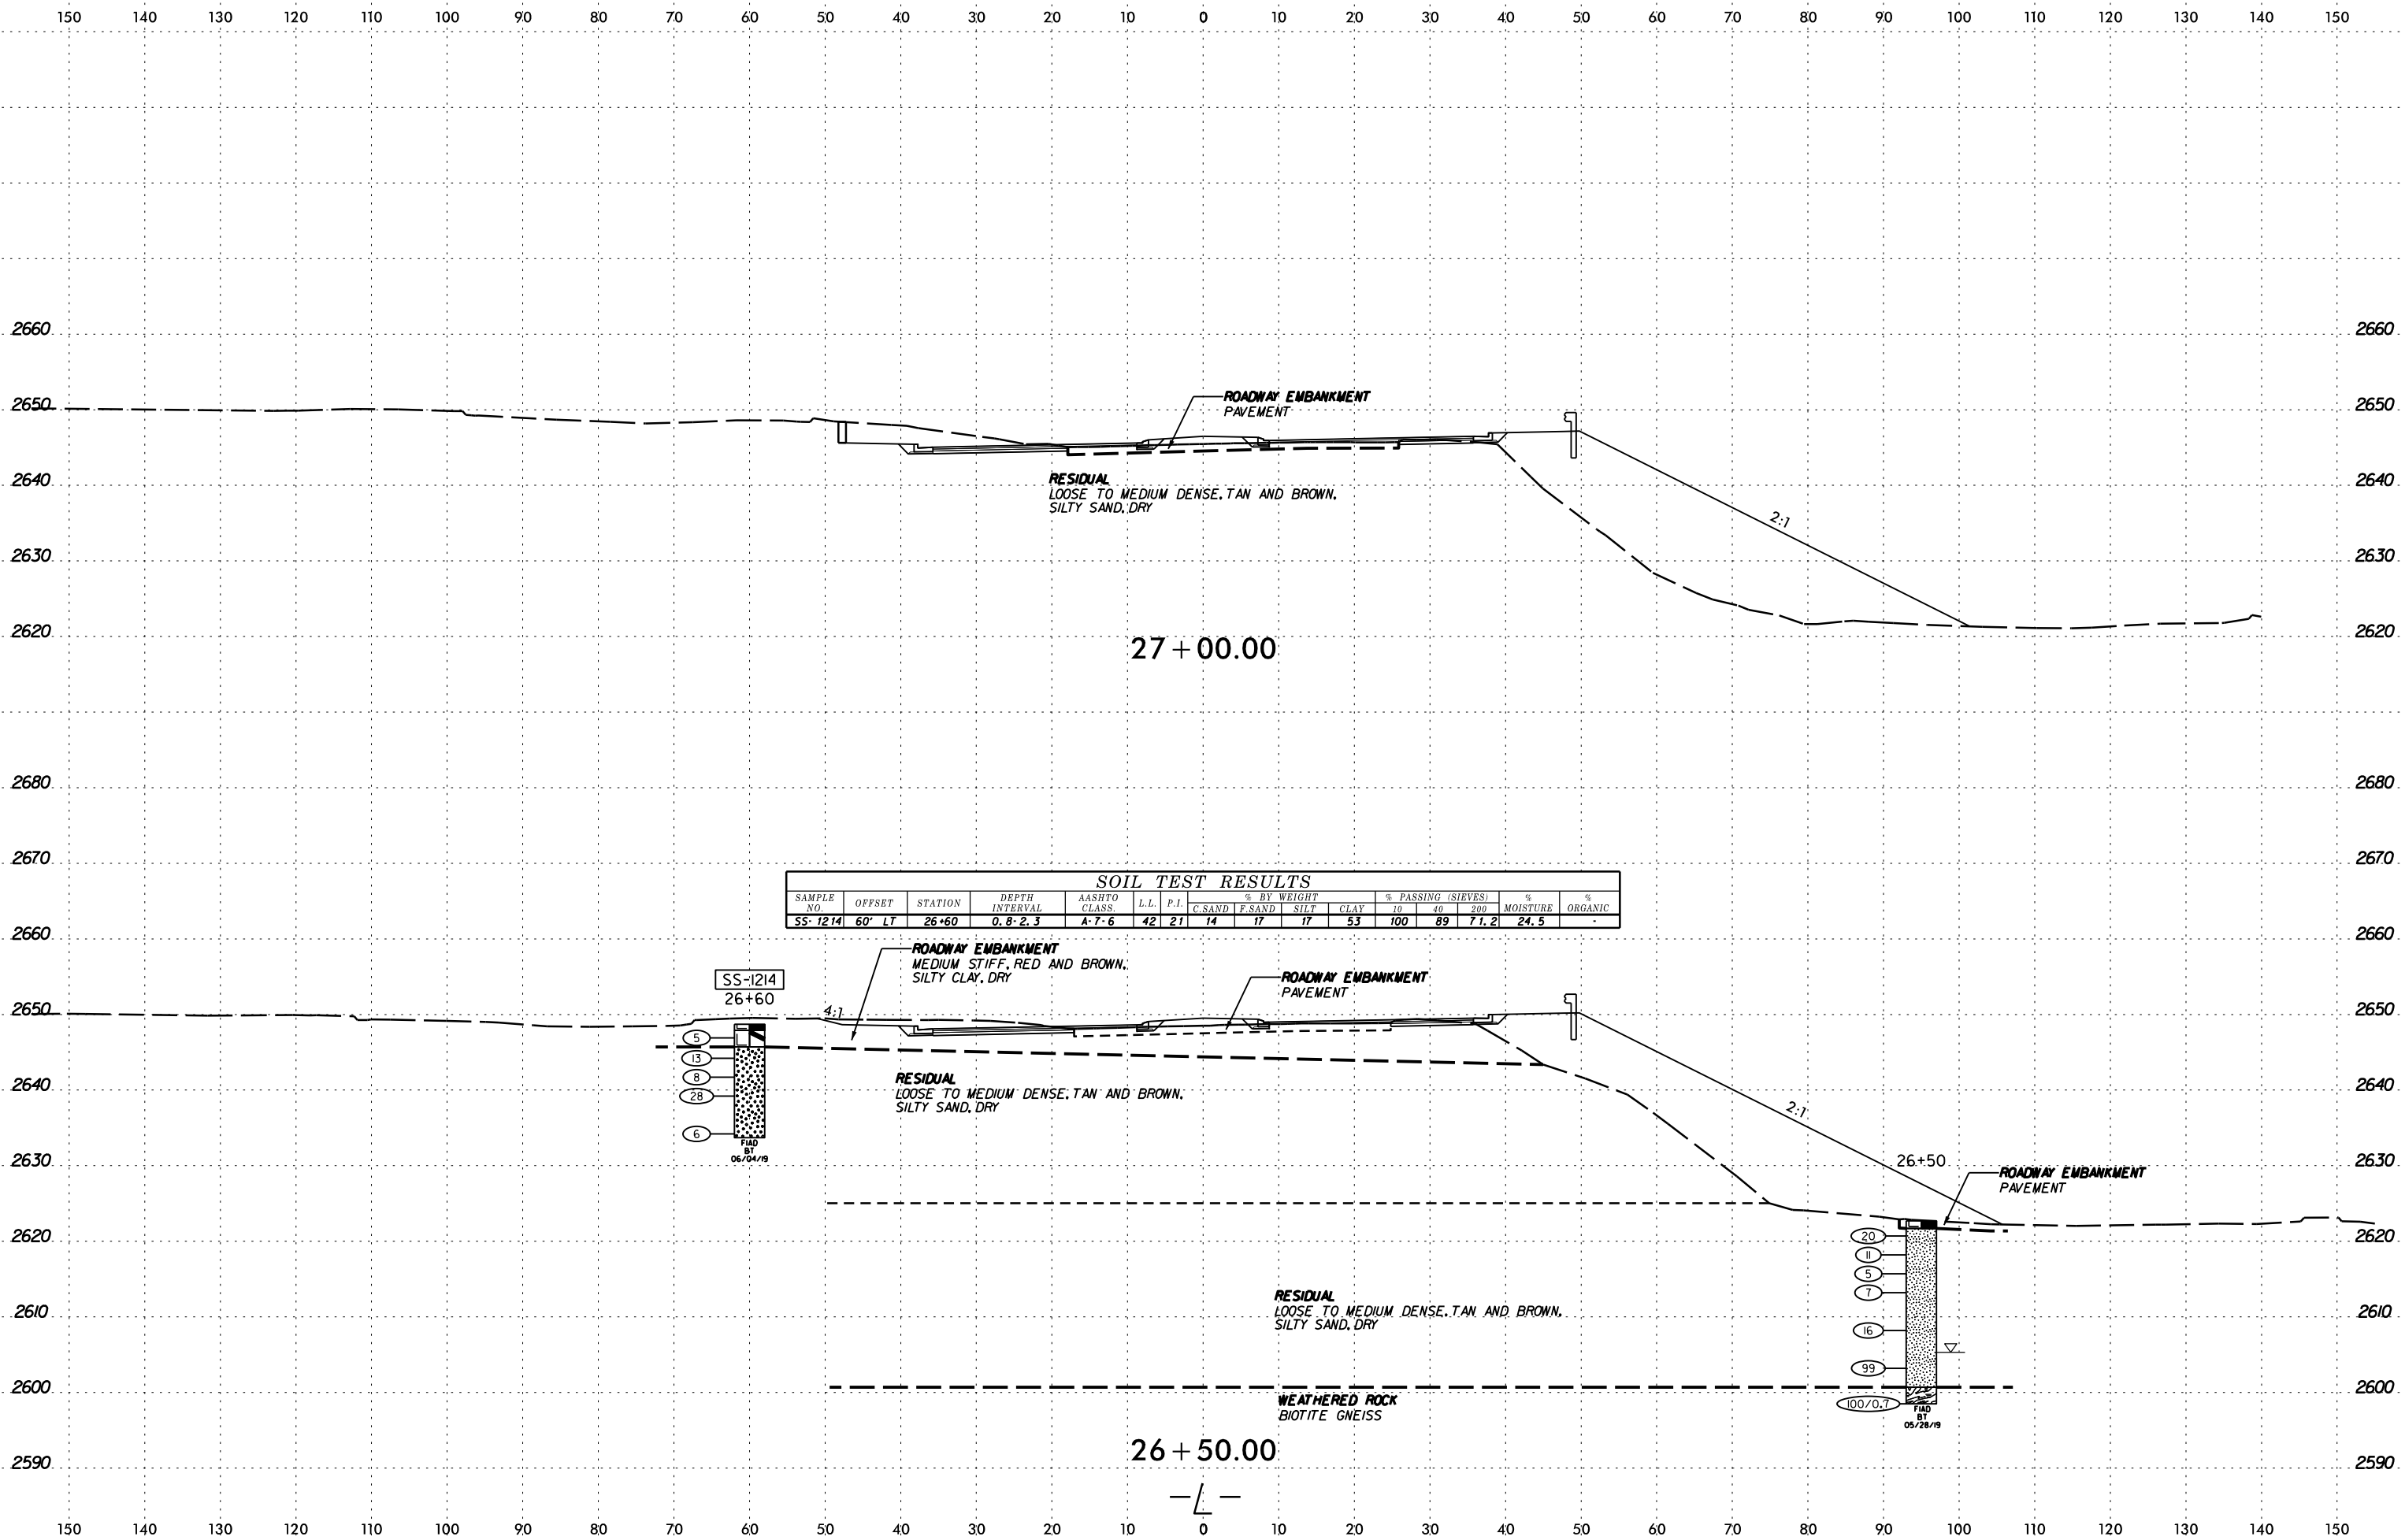 150 140 130 120 110 100 90 80 70 60 50 40 30 20 10 0 10 20 30 40 50 60 70 80 90 100 110 120 130 140 150
2660 2660
ROADWAY EMBANKMENT
PAVEMENT
2650 2650
RESIDUAL
LOOSE TO MEDIUM DENSE, TAN AND BROWN,
SILTY SAND, DRY
2640 2640
2:1
2630 2630
2620 2620
27+00.00
2680 2680
2670 2670
SOIL TEST RESULTS
SAMPLE NO. OFFSET STATION DEPTH INTERVAL AASHTO CLASS. L.L. P.I. % BY WEIGHT % PASSING (SIEVES) % MOISTURE % ORGANIC
C.SAND F.SAND SILT CLAY 10 40 200
SS-1214 60' LT 26+60 0.8-2.3 A-7-6 42 21 14 17 17 53 100 89 71.2 24.5 -
2660 2660
ROADWAY EMBANKMENT
MEDIUM STIFF, RED AND BROWN,
SILTY CLAY, DRY
SS-1214
26+60
ROADWAY EMBANKMENT
PAVEMENT
2650 2650
4:1
5
13
8
28
6
FIAD
BT
06/04/19
RESIDUAL
LOOSE TO MEDIUM DENSE, TAN AND BROWN,
SILTY SAND, DRY
2640 2640
2:1
2630 2630
26+50
ROADWAY EMBANKMENT
PAVEMENT
2620 2620
20
11
5
7
16
99
100/0.7
FIAD
BT
05/28/19
RESIDUAL
LOOSE TO MEDIUM DENSE, TAN AND BROWN,
SILTY SAND, DRY
2610 2610
2600 2600
WEATHERED ROCK
BIOTITE GNEISS
26+50.00
2590 2590
-L-
150 140 130 120 110 100 90 80 70 60 50 40 30 20 10 0 10 20 30 40 50 60 70 80 90 100 110 120 130 140 150